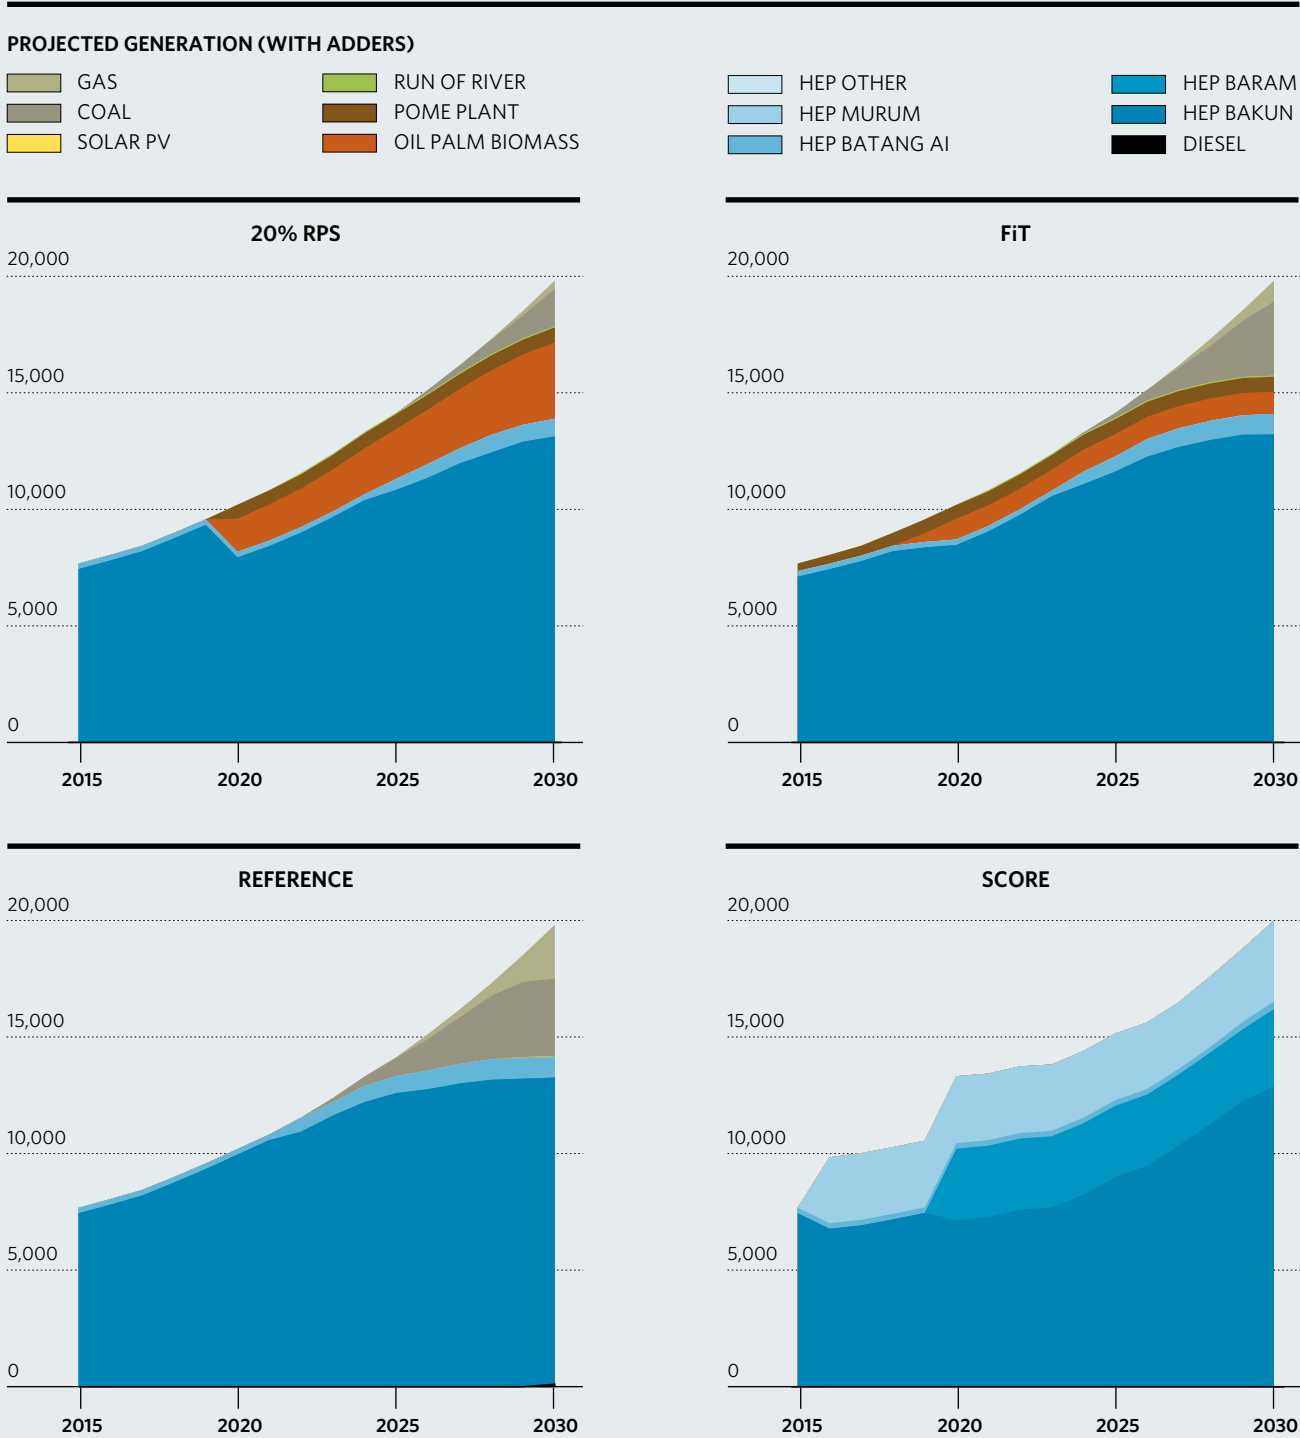 PROJECTED GENERATION (WITH ADDERS)
GAS
COAL
SOLAR PV
RUN OF RIVER
POME PLANT
OIL PALM BIOMASS
HEP OTHER
HEP MURUM
HEP BATANG AI
HEP BARAM
HEP BAKUN
DIESEL
20% RPS
20,000
15,000
10,000
5,000
0
2015 2020 2025 2030
FiT
20,000
15,000
10,000
5,000
0
2015 2020 2025 2030
REFERENCE
20,000
15,000
10,000
5,000
0
2015 2020 2025 2030
SCORE
20,000
15,000
10,000
5,000
0
2015 2020 2025 2030